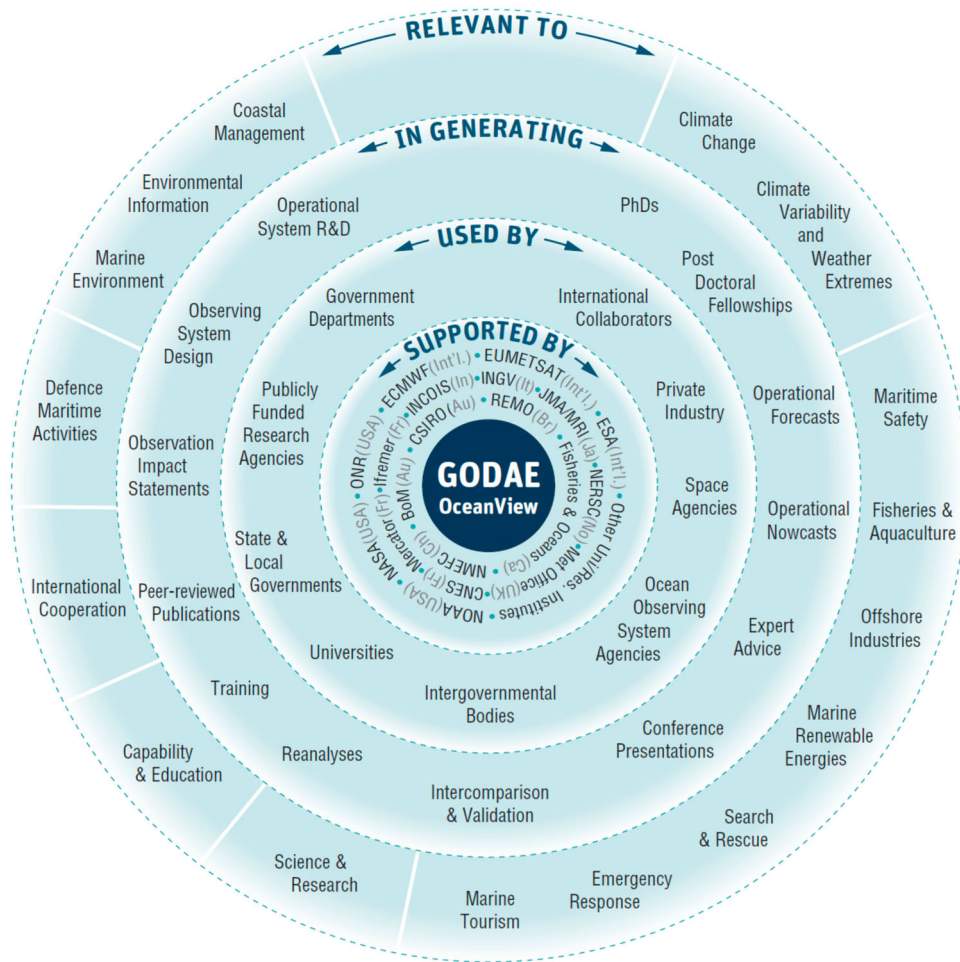 RELEVANT TO
Coastal
Management
Environmental
Information
Marine
Environment
Climate
Change
Climate
Variability
and
Weather
Extremes
Defence
Maritime
Activities
Maritime
Safety
International
Cooperation
Fisheries &
Aquaculture
Offshore
Industries
Capability
& Education
Marine
Renewable
Energies
Search
& Rescue
Science &
Research
Marine
Tourism
Emergency
Response
IN GENERATING
Operational
System R&D
PhDs
Post
Doctoral
Fellowships
Observing
System
Design
Operational
Forecasts
Observation
Impact
Statements
Operational
Nowcasts
Peer-reviewed
Publications
Expert
Advice
Training
Reanalyses
Conference
Presentations
Intercomparison
& Validation
USED BY
Government
Departments
International
Collaborators
Publicly
Funded
Research
Agencies
Private
Industry
Space
Agencies
State &
Local
Governments
Ocean
Observing
System
Agencies
Universities
Intergovernmental
Bodies
SUPPORTED BY
NOAA(USA) • NASA(USA) • ONR(USA) • ECMWF(Int'l.) • EUMETSAT(Int'l.) • ESA(Int'l.) • Other Uni/Res. Institutes •
CNES(Fr) • Mercator(Fr) • Ifremer(Fr) • INCOIS(In) • INGV(It) • JMA/MRI(Ja) • NERSC(No) • Met Office(UK) •
NMEFC(Ch) • BoM(Au) • CSIRO(Au) • REMO(Br) • Fisheries & Oceans(Ca) •
GODAE
OceanView